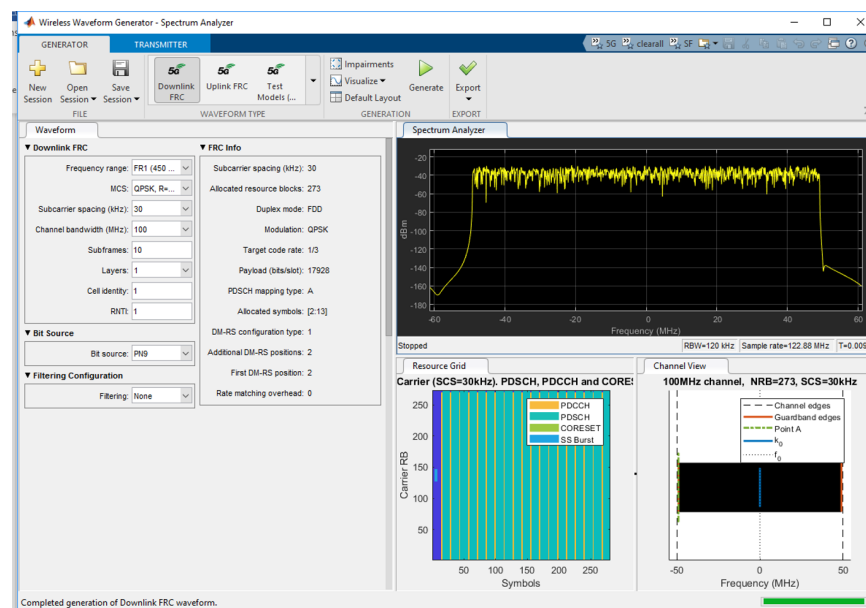 Wireless Waveform Generator - Spectrum Analyzer
GENERATOR
TRANSMITTER
5G
clearall
SF
New Session
Open Session
Save Session
5G Downlink FRC
5G Uplink FRC
5G Test Models (...
Impairments
Visualize
Default Layout
Generate
Export
FILE
WAVEFORM TYPE
GENERATION
EXPORT
Waveform
Downlink FRC
Frequency range: FR1 (450 ...
MCS: QPSK, R=...
Subcarrier spacing (kHz): 30
Channel bandwidth (MHz): 100
Subframes: 10
Layers: 1
Cell identity: 1
RNTI: 1
Bit Source
Bit source: PN9
Filtering Configuration
Filtering: None
FRC Info
Subcarrier spacing (kHz): 30
Allocated resource blocks: 273
Duplex mode: FDD
Modulation: QPSK
Target code rate: 1/3
Payload (bits/slot): 17928
PDSCH mapping type: A
Allocated symbols: [2:13]
DM-RS configuration type: 1
Additional DM-RS positions: 2
First DM-RS position: 2
Rate matching overhead: 0
Spectrum Analyzer
-20
-40
-60
-80
-100
-120
-140
-160
-180
dBm
-60 -40 -20 0 20 40 60
Frequency (MHz)
Stopped
RBW=120 kHz
Sample rate=122.88 MHz
T=0.009
Resource Grid
Carrier (SCS=30kHz). PDSCH, PDCCH and CORES
250
200
150
100
50
Carrier RB
PDCCH
PDSCH
CORESET
SS Burst
50 100 150 200 250
Symbols
Channel View
100MHz channel, NRB=273, SCS=30kHz
Channel edges
Guardband edges
Point A
k0
f0
-50 0 50
Frequency (MHz)
Completed generation of Downlink FRC waveform.